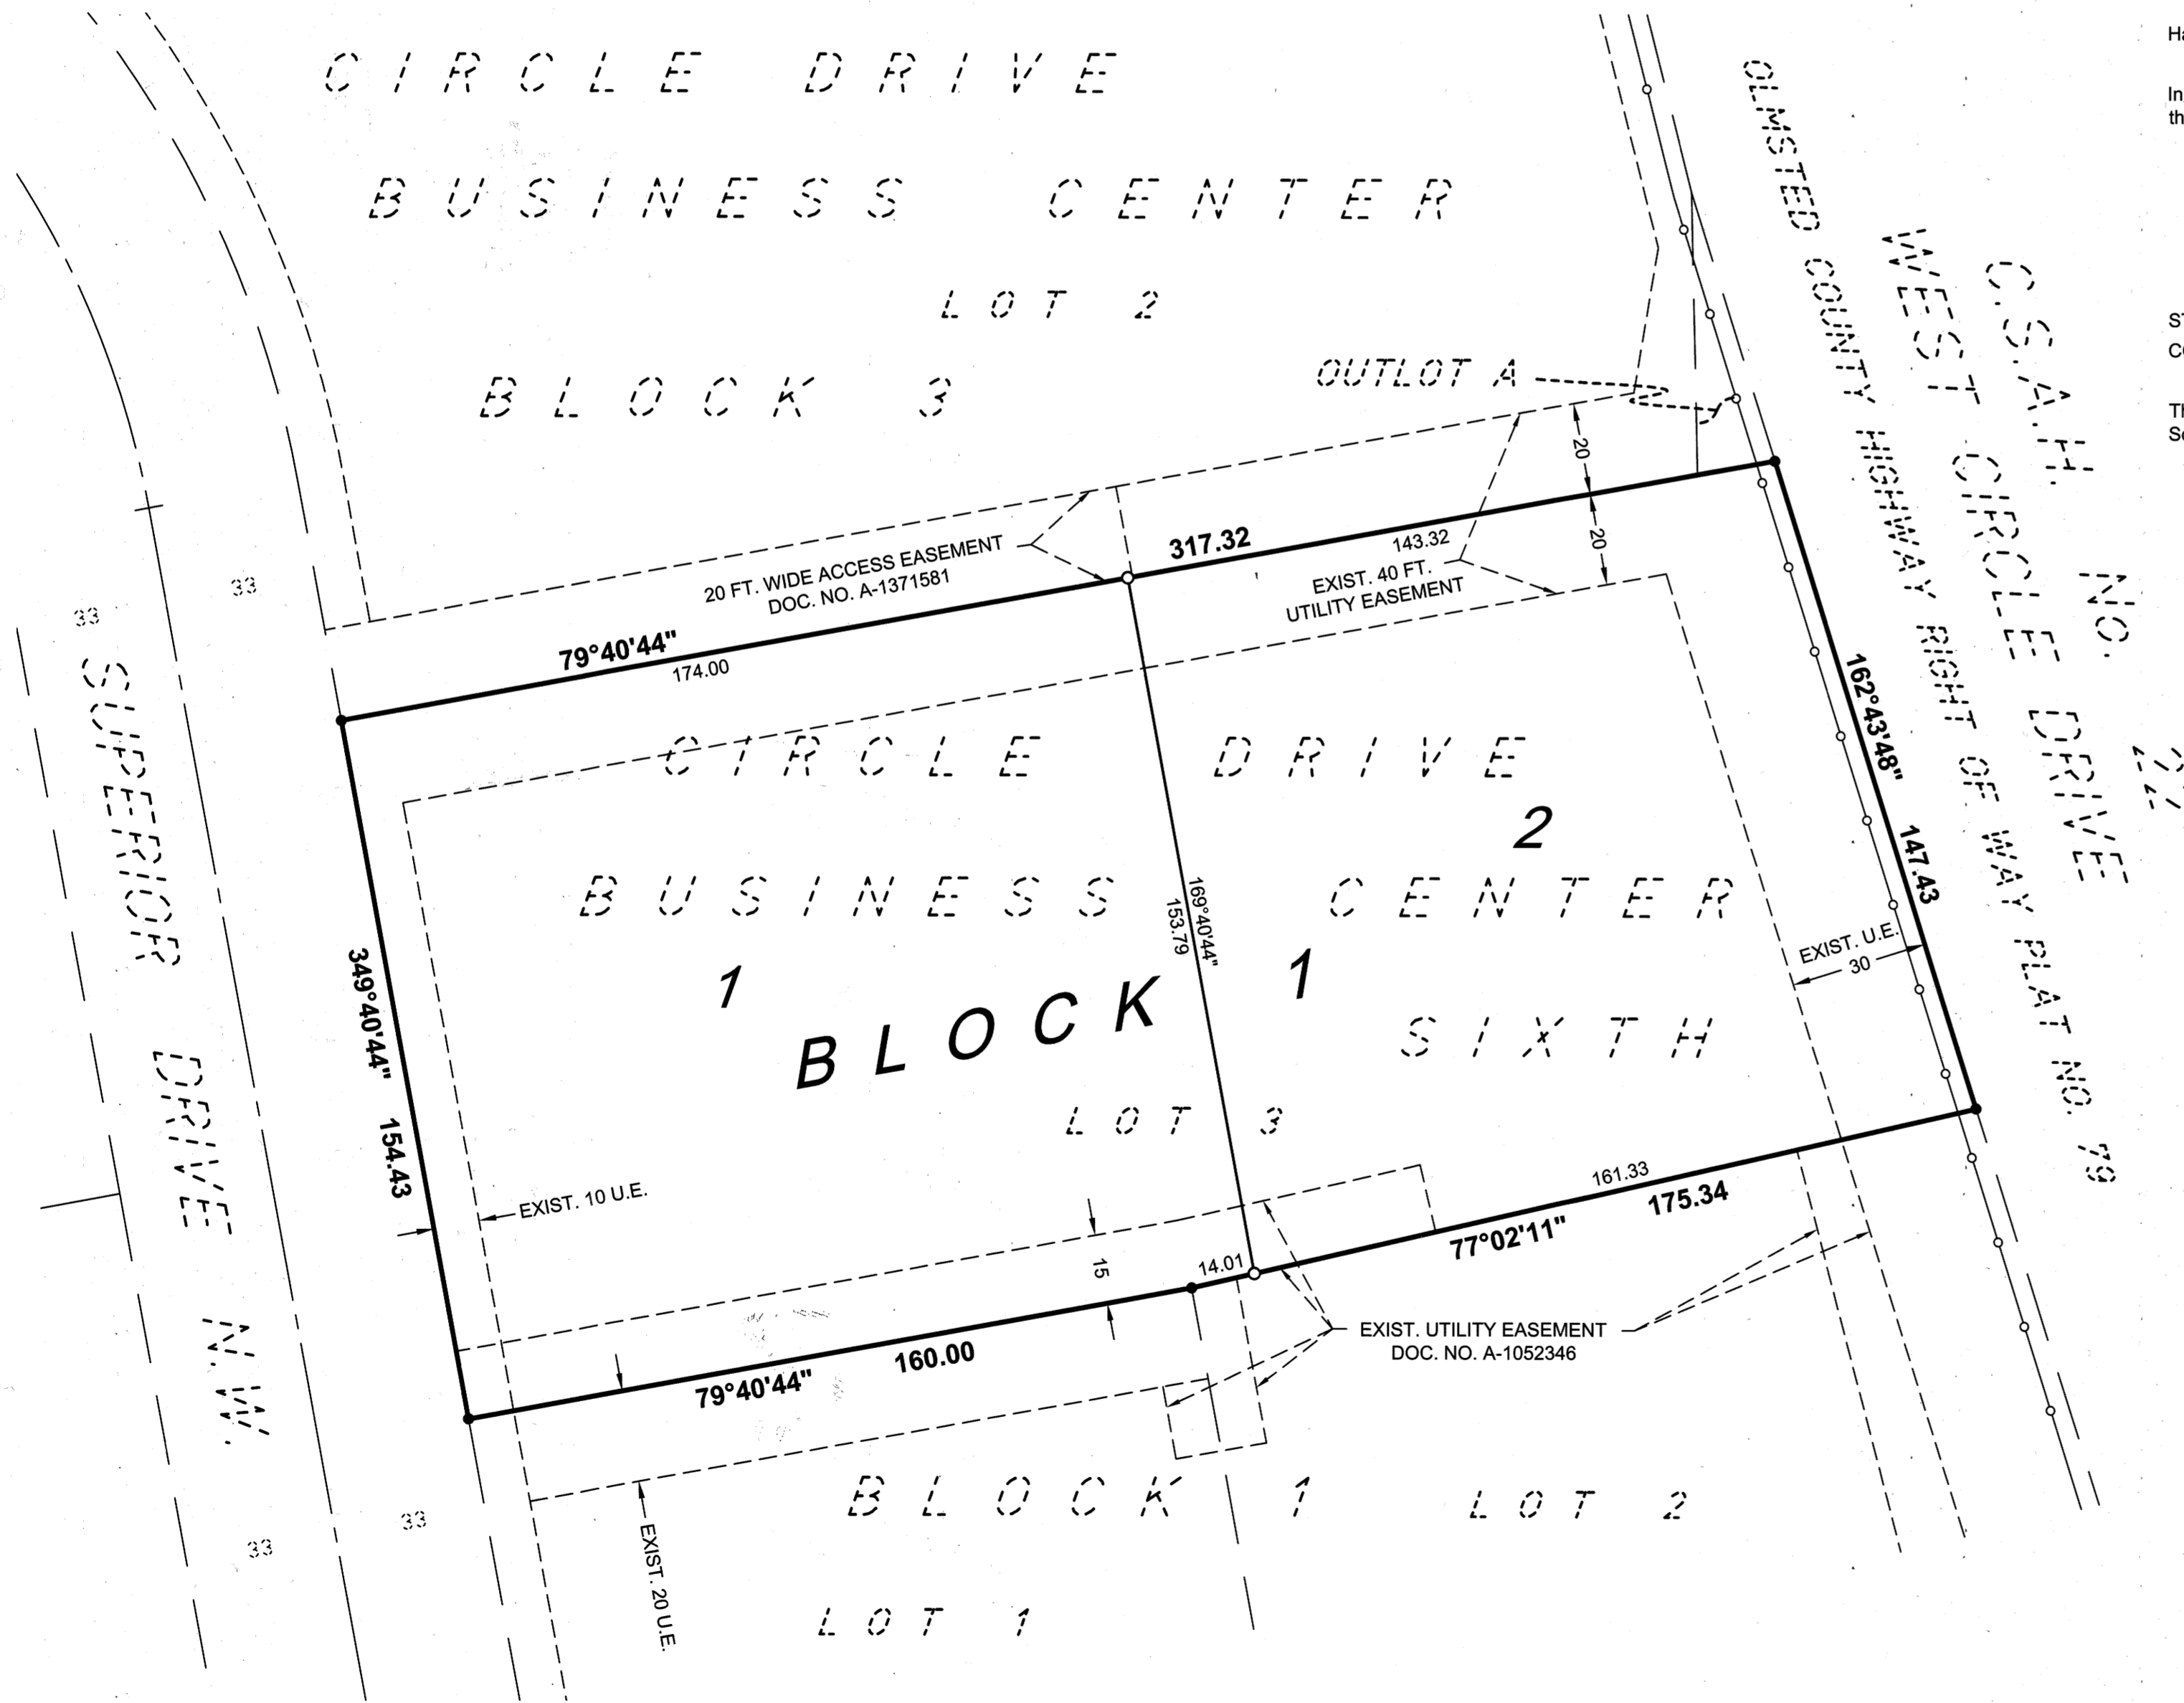 CIRCLE DRIVE
BUSINESS CENTER
LOT 2
BLOCK 3
OUTLOT A
OLMSTED COUNTY HIGHWAY RIGHT OF WAY PLAT NO. 79
WEST CIRCLE DRIVE
C.S.A.H. NO. 22
20
20
317.32
143.32
20 FT. WIDE ACCESS EASEMENT
DOC. NO. A-1371581
EXIST. 40 FT.
UTILITY EASEMENT
33
33
79°40'44"
174.00
SUPERIOR DRIVE N.W.
162°43'48" 147.43
CIRCLE DRIVE
2
BUSINESS CENTER
169°40'44"
153.79
EXIST. U.E.
30
1
BLOCK 1
SIXTH
349°40'44" 154.43
LOT 3
EXIST. 10 U.E.
15
14.01
161.33
175.34
77°02'11"
160.00
79°40'44"
EXIST. UTILITY EASEMENT
DOC. NO. A-1052346
33
33
EXIST. 20 U.E.
BLOCK 1
LOT 2
LOT 1